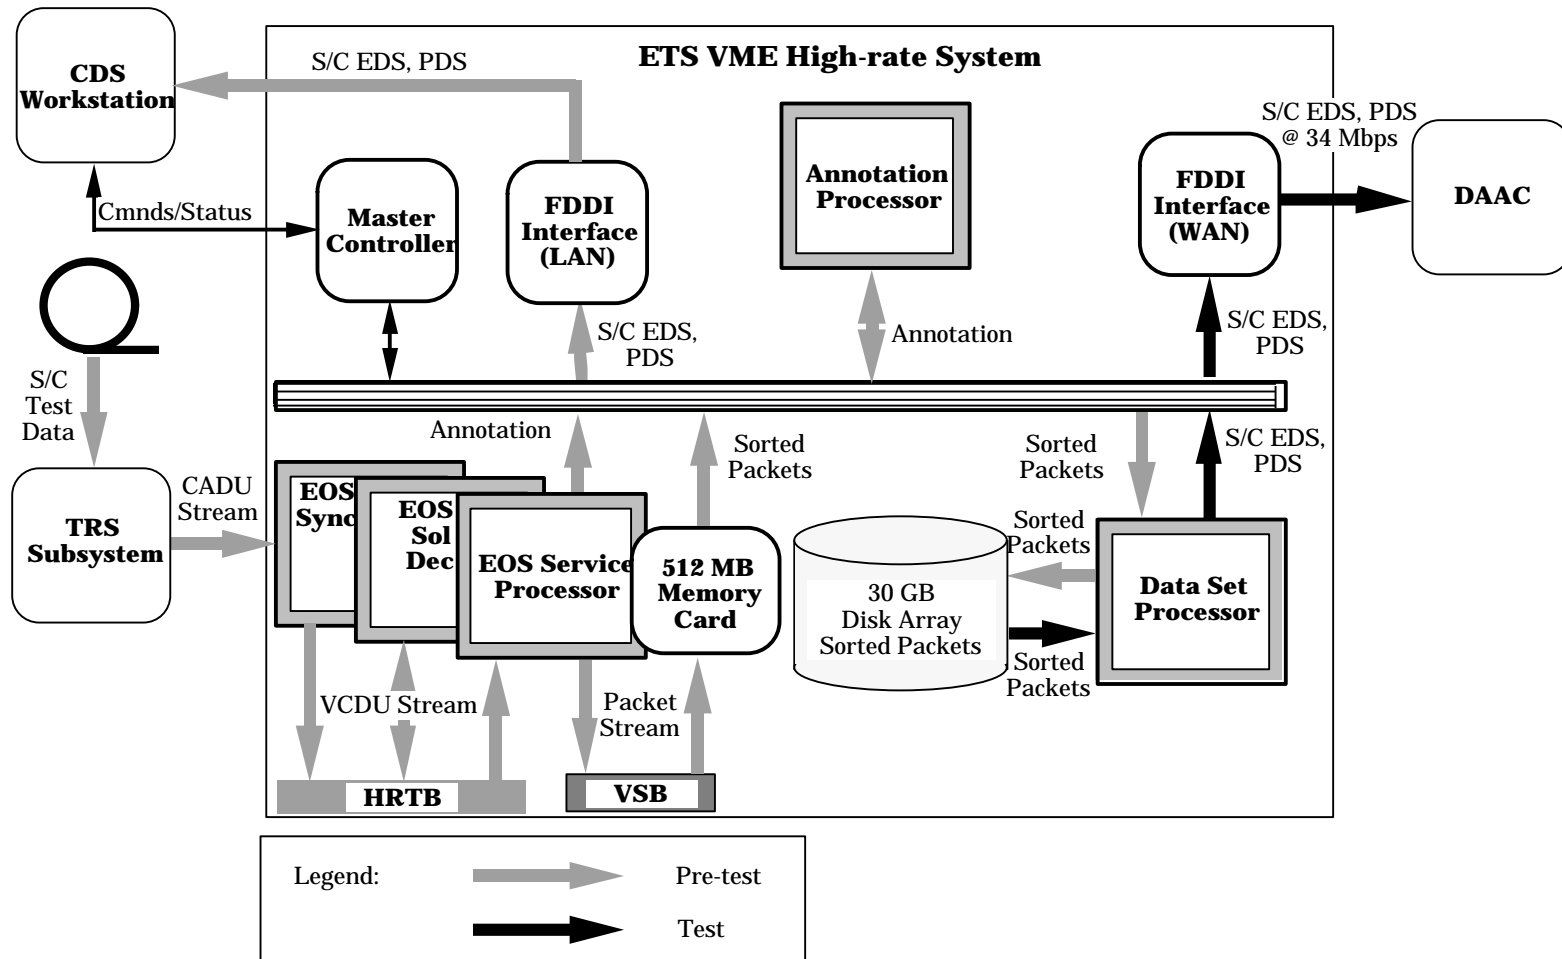 ETS VME High-rate System
CDS
Workstation
S/C EDS, PDS
S/C EDS, PDS
@ 34 Mbps
Annotation
Processor
FDDI
Interface
(WAN)
DAAC
Cmnds/Status
Master
Controller
FDDI
Interface
(LAN)
S/C EDS,
PDS
Annotation
S/C EDS,
PDS
S/C
Test
Data
Annotation
Sorted
Packets
Sorted
Packets
S/C EDS,
PDS
CADU
Stream
TRS
Subsystem
EOS
Sync
EOS
Sol
Dec
EOS Service
Processor
512 MB
Memory
Card
Sorted
Packets
30 GB
Disk Array
Sorted Packets
Data Set
Processor
Sorted
Packets
VCDU Stream
Packet
Stream
HRTB
VSB
Legend:
Pre-test
Test